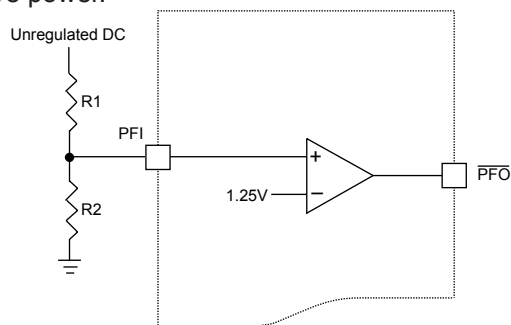 power.
Unregulated DC
R1
PFI
+
1.25V
−
PFO
R2